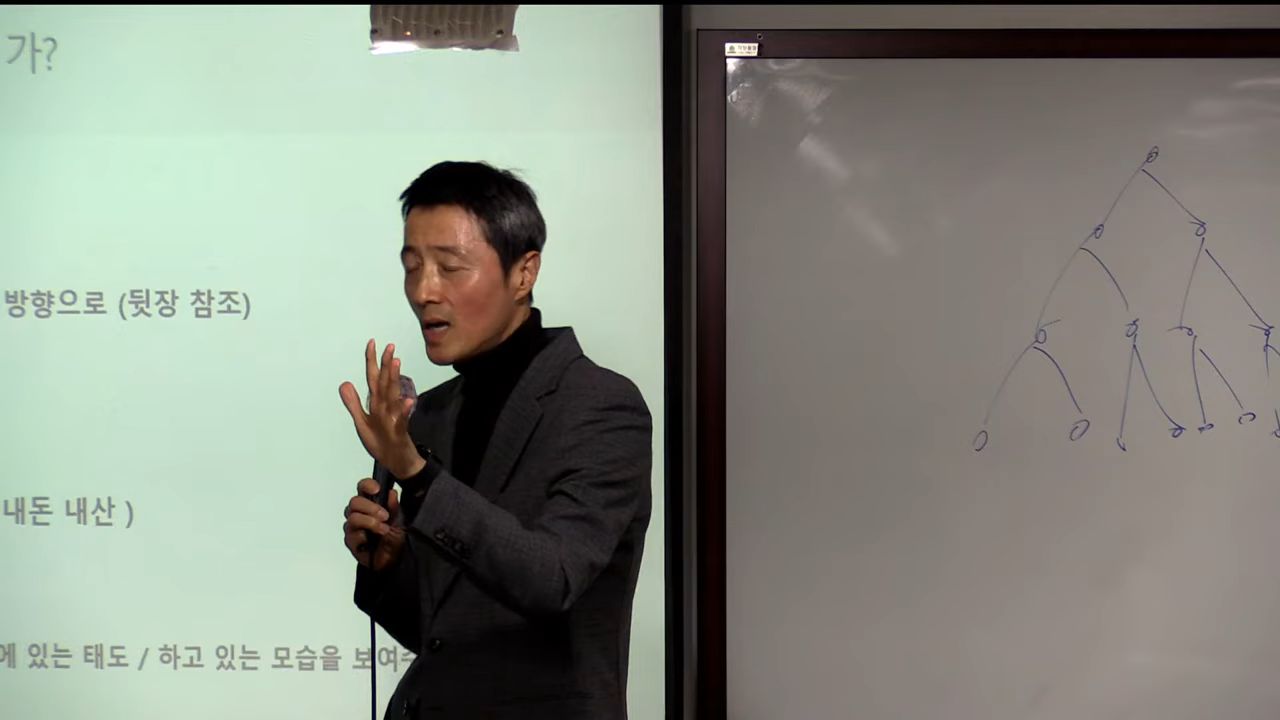 가?
방향으로 (뒷장 참조)
내돈 내산 )
에 있는 태도 / 하고 있는 모습을 보여주